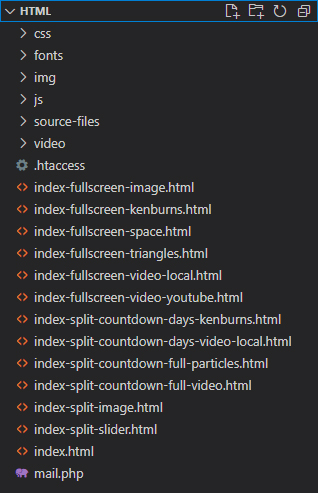 HTML
css
fonts
img
js
source-files
video
.htaccess
index-fullscreen-image.html
index-fullscreen-kenburns.html
index-fullscreen-space.html
index-fullscreen-triangles.html
index-fullscreen-video-local.html
index-fullscreen-video-youtube.html
index-split-countdown-days-kenburns.html
index-split-countdown-days-video-local.html
index-split-countdown-full-particles.html
index-split-countdown-full-video.html
index-split-image.html
index-split-slider.html
index.html
mail.php